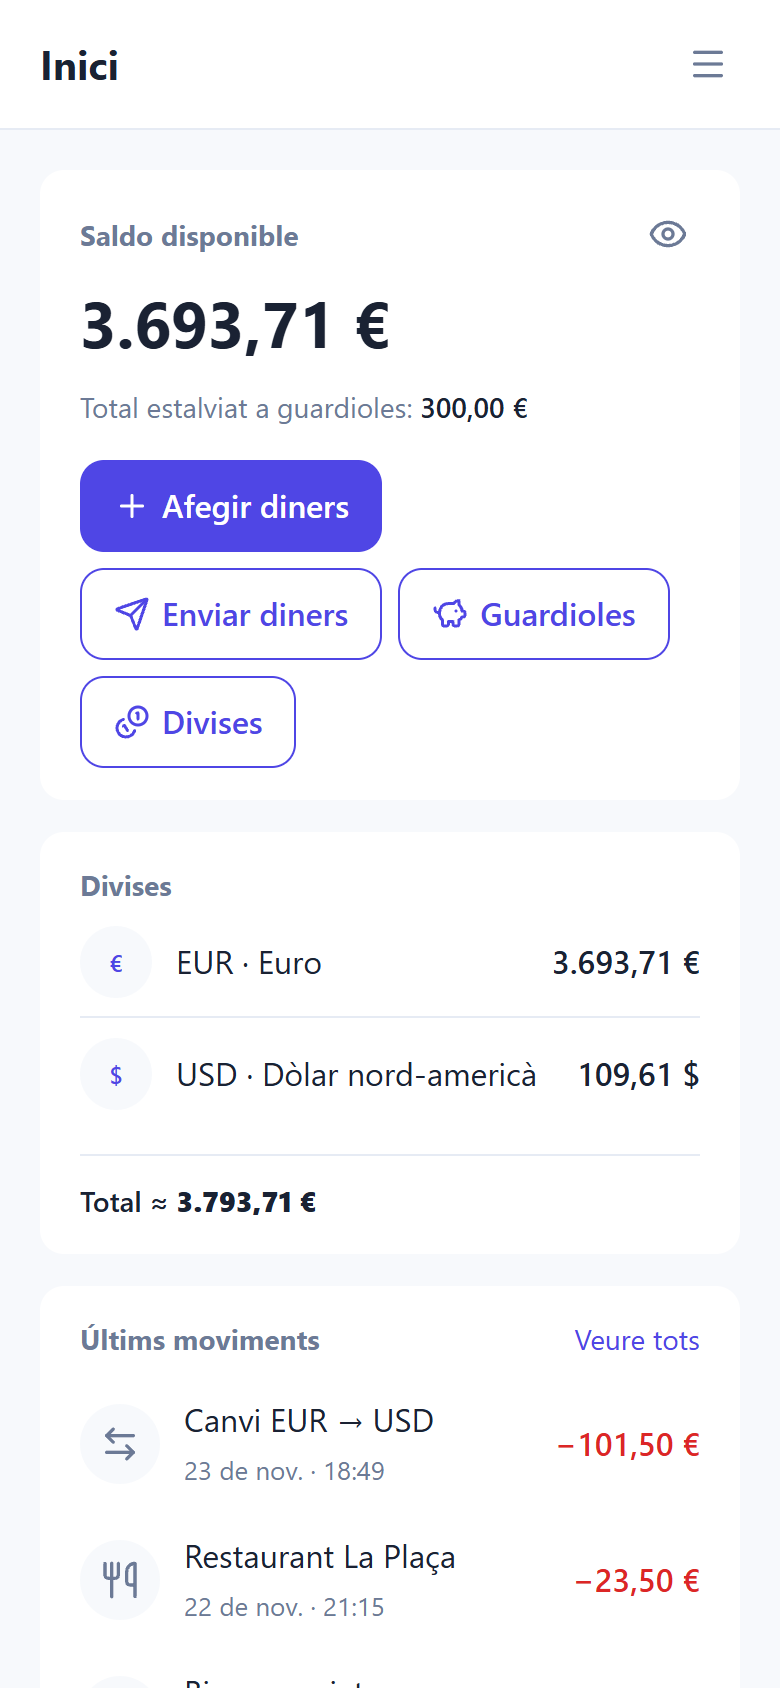 Inici
Saldo disponible
3.693,71 €
Total estalviat a guardioles: 300,00 €
Afegir diners
Enviar diners
Guardioles
Divises
Divises
€ EUR · Euro 3.693,71 €
$ USD · Dòlar nord-americà 109,61 $
Total ≈ 3.793,71 €
Últims moviments Veure tots
Canvi EUR → USD
23 de nov. · 18:49
−101,50 €
Restaurant La Plaça
22 de nov. · 21:15
−23,50 €